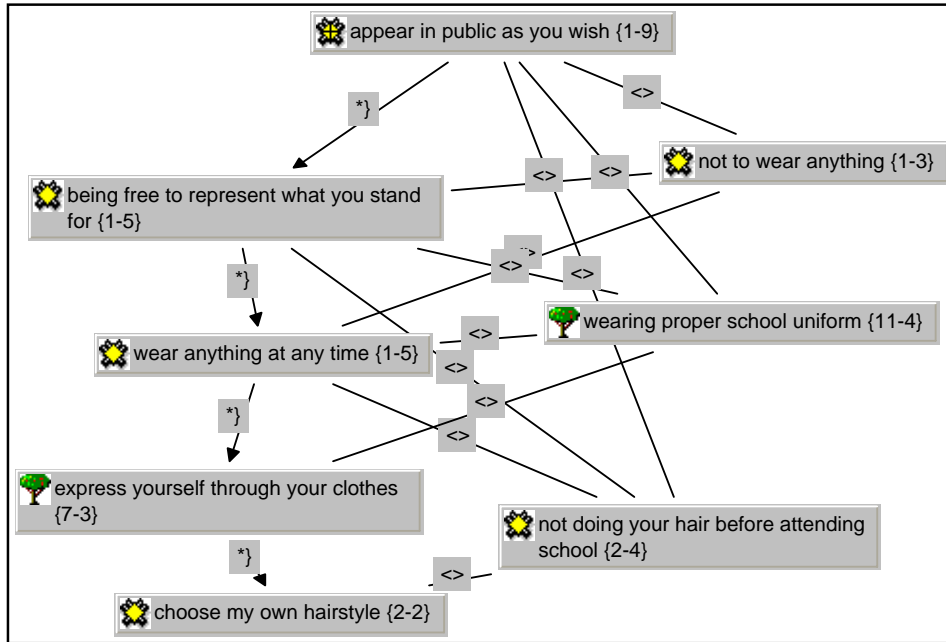 appear in public as you wish {1-9}
<>
*}
not to wear anything {1-3}
<>
<>
being free to represent what you stand
for {1-5}
<>
<>
*}
<>
wearing proper school uniform {11-4}
<>
wear anything at any time {1-5}
<>
<>
*}
<>
express yourself through your clothes
{7-3}
not doing your hair before attending
school {2-4}
*}
<>
choose my own hairstyle {2-2}